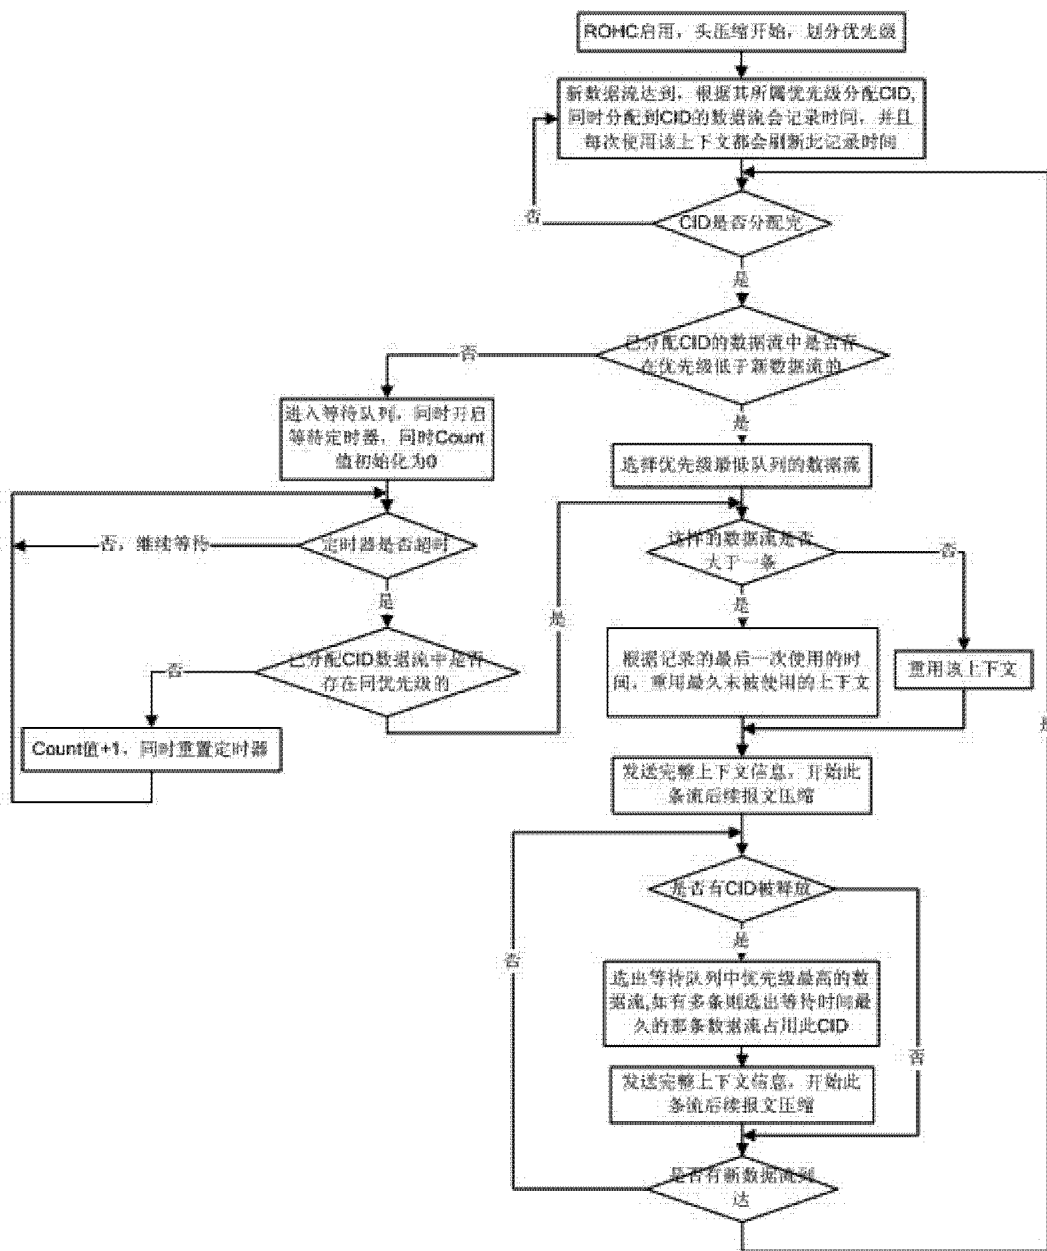 ROHC启用，头压缩开始，划分优先级
新数据流达到，根据其所属优先级分配CID,
同时分配到CID的数据流会记录时间，并且
每次使用该上下文都会刷新此记录时间
否
CID是否分配完
是
已分配CID的数据流中是否存
在优先级低于新数据流的
否
进入等待队列，同时开启
等待定时器，同时Count
值初始化为0
是
选择优先级最低队列的数据流
否，继续等待
定时器是否超时
这样的数据流是否
大于一条
否
是
是
是
已分配CID数据流中是否
存在同优先级的
否
根据记录的最后一次使用的时
间，重用最久未被使用的上下文
重用该上下文
Count值+1，同时重置定时器
是
发送完整上下文信息，开始此
条流后续报文压缩
是否有CID被释放
是
否
选出等待队列中优先级最高的数
据流,如有多条则选出等待时间最
久的那条数据流占用此CID
否
发送完整上下文信息，开始此
条流后续报文压缩
是否有新数据流到
达